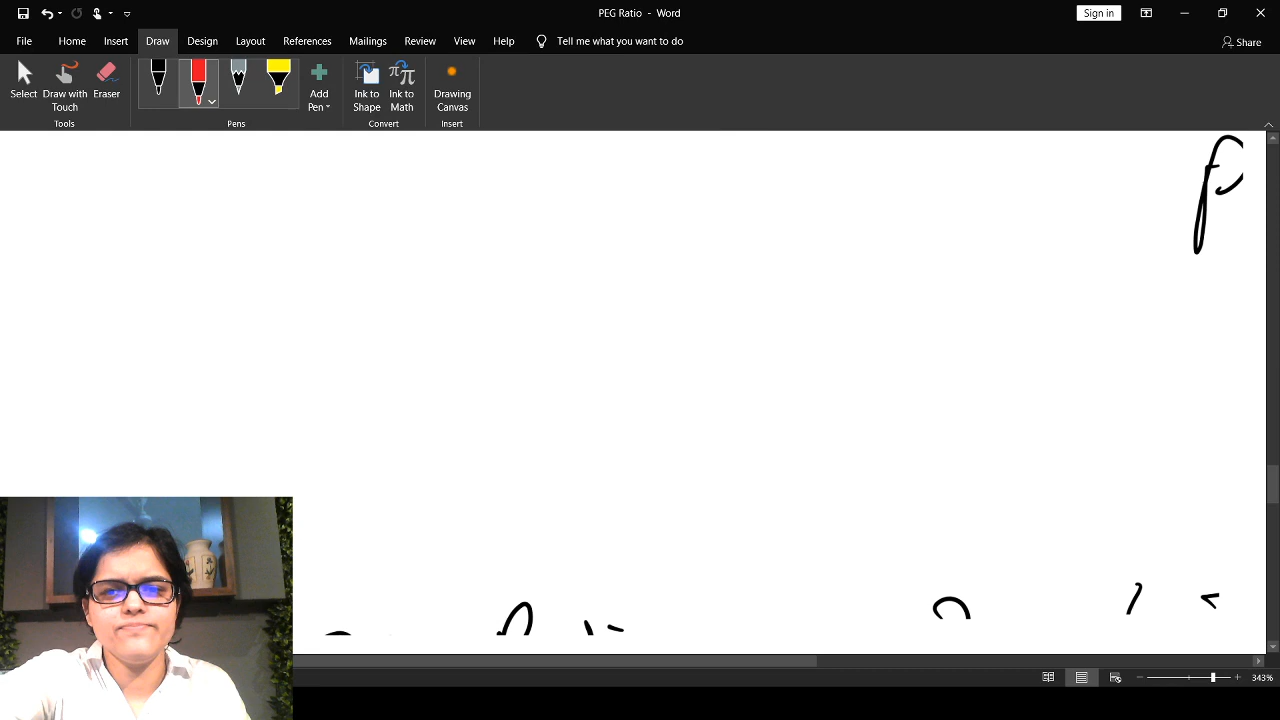 PEG Ratio - Word
Sign in
File Home Insert Draw Design Layout References Mailings Review View Help Tell me what you want to do
Share
Select Draw with Touch Eraser Add Pen Ink to Shape Ink to Math Drawing Canvas
Tools Pens Convert Insert
343%